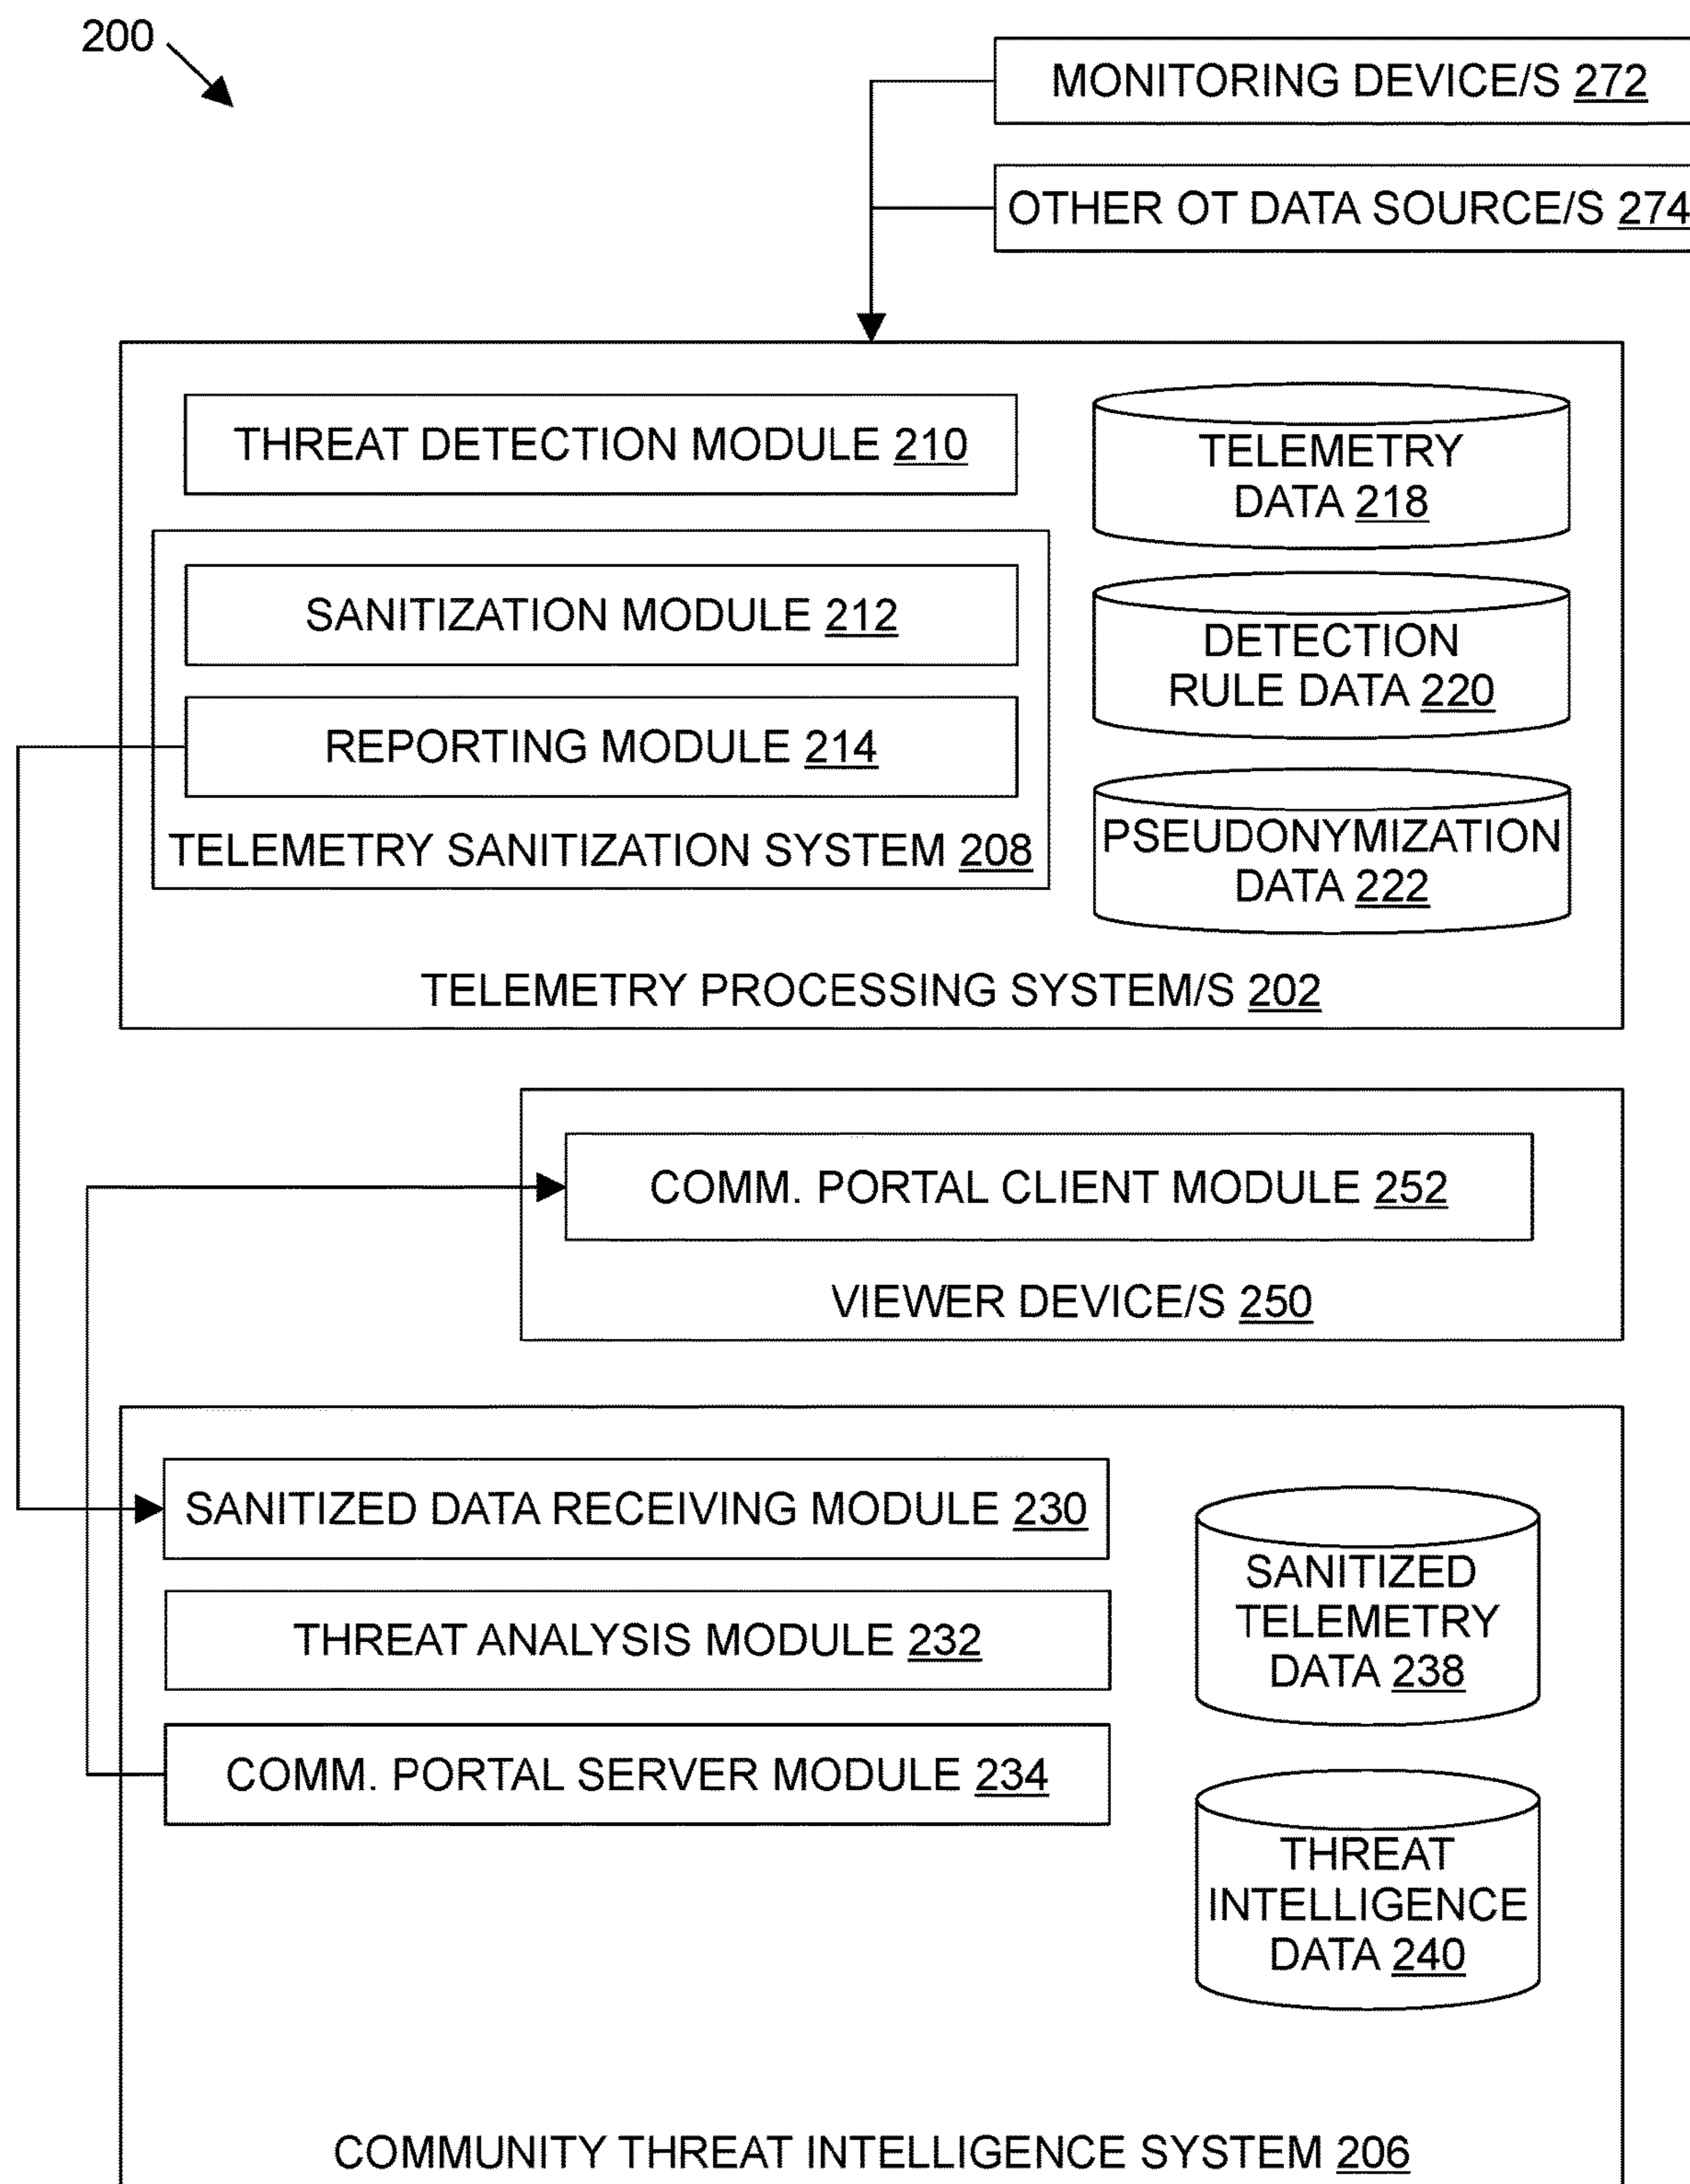 200
MONITORING DEVICE/S 272
OTHER OT DATA SOURCE/S 274
THREAT DETECTION MODULE 210
TELEMETRY
DATA 218
SANITIZATION MODULE 212
DETECTION
RULE DATA 220
REPORTING MODULE 214
TELEMETRY SANITIZATION SYSTEM 208
PSEUDONYMIZATION
DATA 222
TELEMETRY PROCESSING SYSTEM/S 202
COMM. PORTAL CLIENT MODULE 252
VIEWER DEVICE/S 250
SANITIZED DATA RECEIVING MODULE 230
SANITIZED
TELEMETRY
DATA 238
THREAT ANALYSIS MODULE 232
COMM. PORTAL SERVER MODULE 234
THREAT
INTELLIGENCE
DATA 240
COMMUNITY THREAT INTELLIGENCE SYSTEM 206